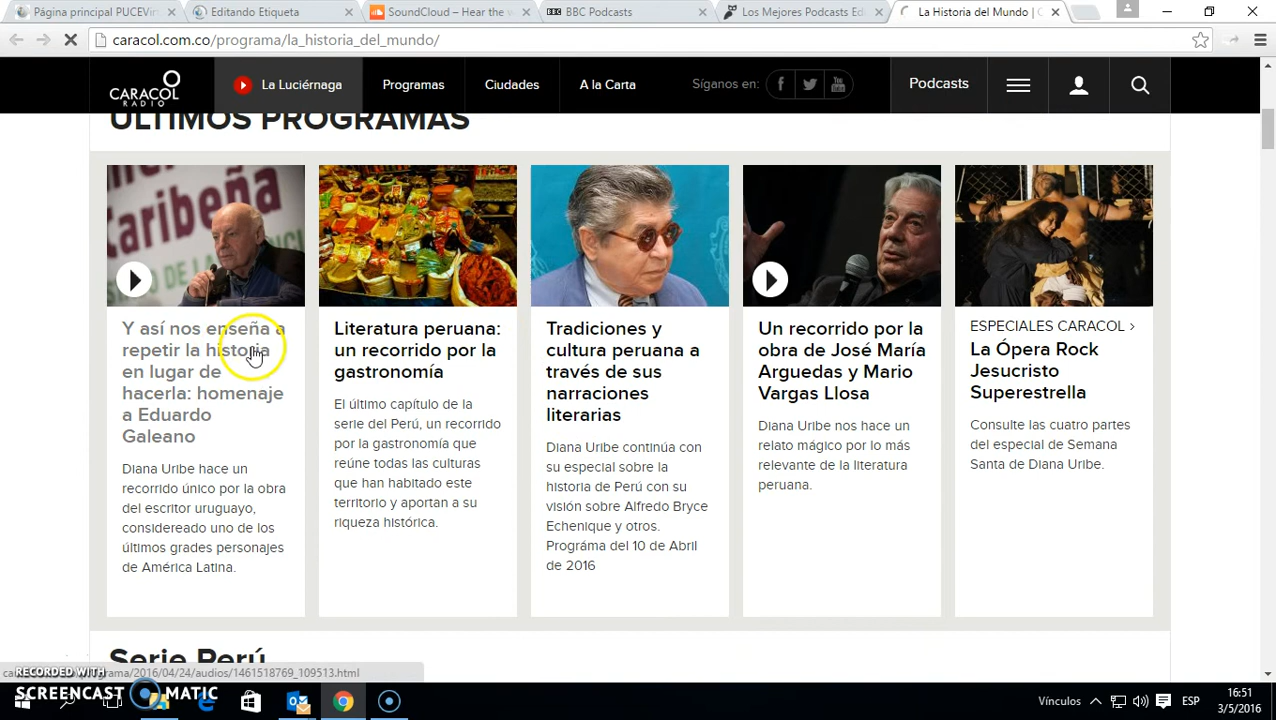 Página principal PUCEVirt
Editando Etiqueta
SoundCloud – Hear the w
BBC Podcasts
Los Mejores Podcasts Ed
La Historia del Mundo | C
caracol.com.co/programa/la_historia_del_mundo/
CARACOL
RADIO
La Luciérnaga
Programas
Ciudades
A la Carta
Síganos en:
You
Podcasts
ÚLTIMOS PROGRAMAS
Caribeña
Y así nos enseña a
repetir la historia
en lugar de
hacerla: homenaje
a Eduardo
Galeano
Diana Uribe hace un
recorrido único por la obra
del escritor uruguayo,
considereado uno de los
últimos grades personajes
de América Latina.
Literatura peruana:
un recorrido por la
gastronomía
El último capítulo de la
serie del Perú, un recorrido
por la gastronomía que
reúne todas las culturas
que han habitado este
territorio y aportan a su
riqueza histórica.
Tradiciones y
cultura peruana a
través de sus
narraciones
literarias
Diana Uribe continúa con
su especial sobre la
historia de Perú con su
visión sobre Alfredo Bryce
Echenique y otros.
Prográma del 10 de Abril
de 2016
Un recorrido por la
obra de José María
Arguedas y Mario
Vargas Llosa
Diana Uribe nos hace un
relato mágico por lo más
relevante de la literatura
peruana.
ESPECIALES CARACOL >
La Ópera Rock
Jesucristo
Superestrella
Consulte las cuatro partes
del especial de Semana
Santa de Diana Uribe.
Serie Perú
rama/2016/04/24/audios/1461518769_109513.html
RECORDED WITH
SCREENCAST MATIC
Vínculos
ESP
16:51
3/5/2016